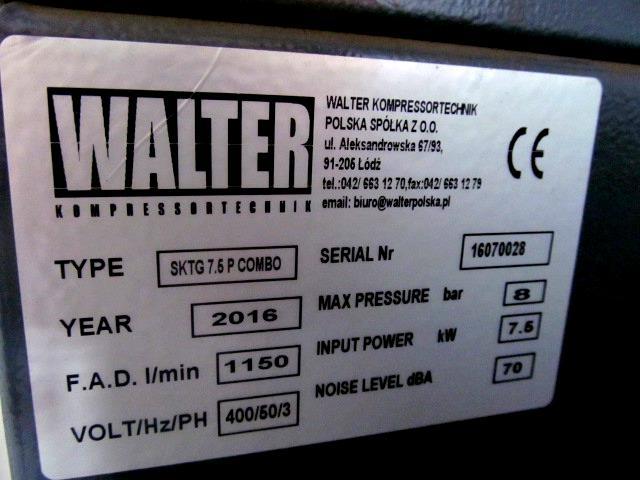 WALTER
KOMPRESSORTECHNIK
WALTER KOMPRESSORTECHNIK
POLSKA SPÓŁKA Z O.O.
ul. Aleksandrowska 67/93,
91-205 Łódź
tel.:042/ 663 12 70,fax:042/ 663 12 79
email: biuro@walterpolska.pl
CE
TYPE SKTG 7.5 P COMBO
SERIAL Nr 16070028
YEAR 2016
MAX PRESSURE bar 8
F.A.D. l/min 1150
INPUT POWER kW 7.5
VOLT/Hz/PH 400/50/3
NOISE LEVEL dBA 70